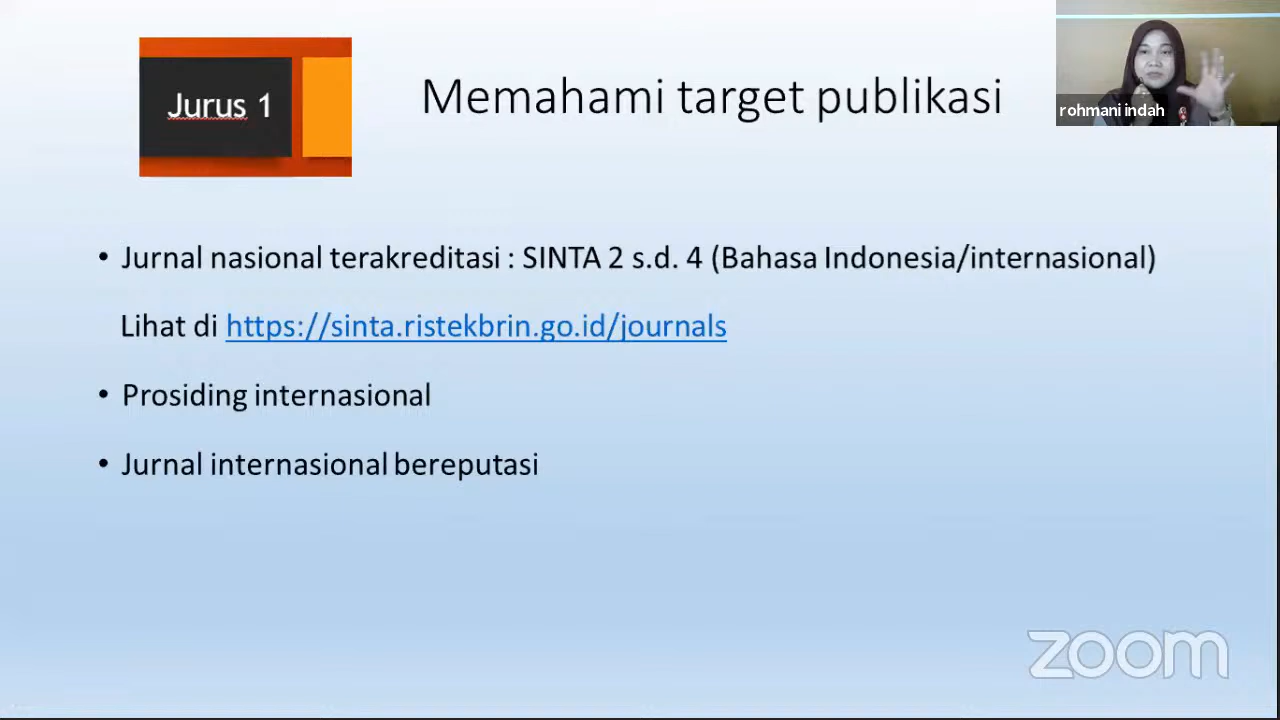 Jurus 1
Memahami target publikasi
rohmani indah
• Jurnal nasional terakreditasi : SINTA 2 s.d. 4 (Bahasa Indonesia/internasional)
Lihat di https://sinta.ristekbrin.go.id/journals
• Prosiding internasional
• Jurnal internasional bereputasi
zoom